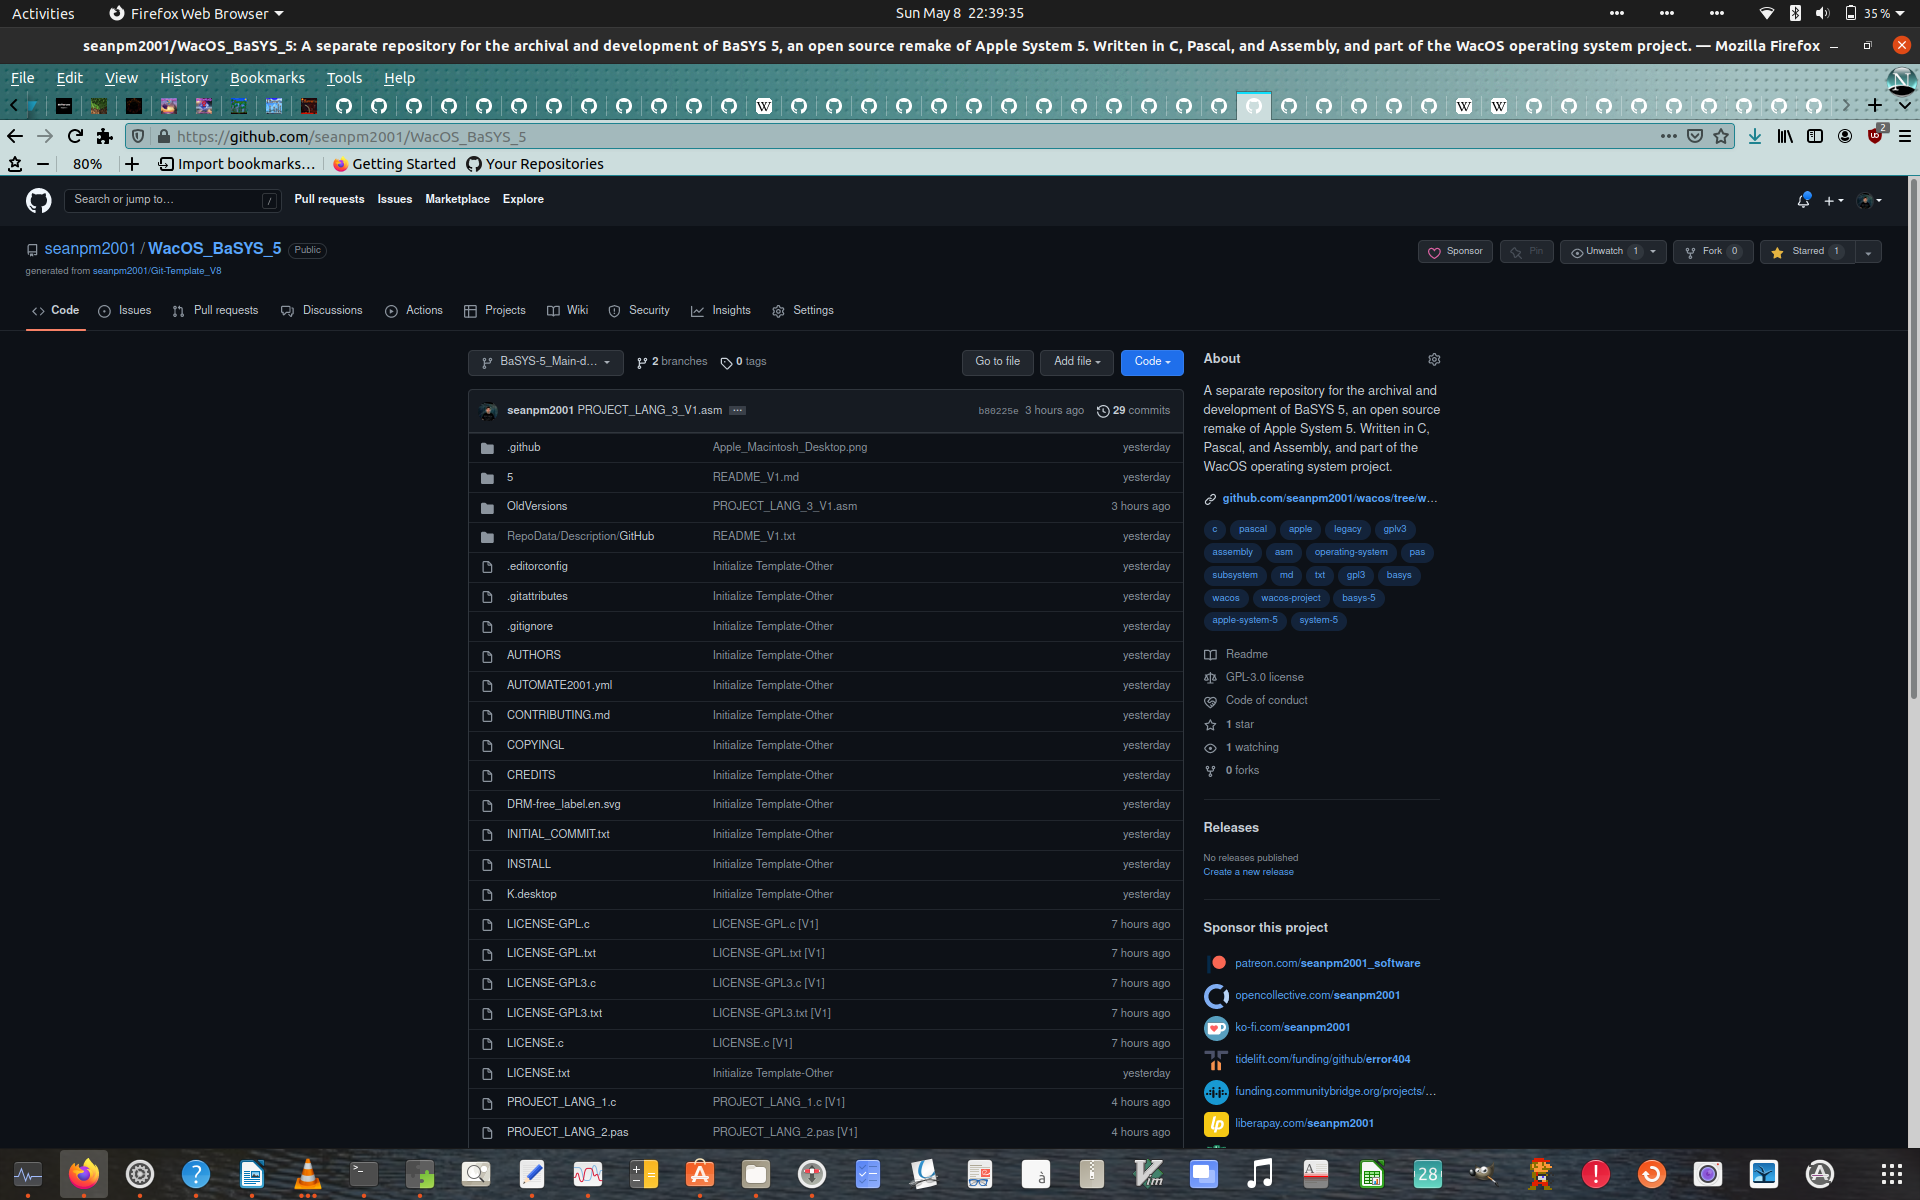 Activities
Firefox Web Browser
Sun May 8 22:39:35
35 %
seanpm2001/WacOS_BaSYS_5: A separate repository for the archival and development of BaSYS 5, an open source remake of Apple System 5. Written in C, Pascal, and Assembly, and part of the WacOS operating system project. — Mozilla Firefox
File Edit View History Bookmarks Tools Help
https://github.com/seanpm2001/WacOS_BaSYS_5
2
80%
Import bookmarks...
Getting Started
Your Repositories
Search or jump to...
/
Pull requests
Issues
Marketplace
Explore
seanpm2001 / WacOS_BaSYS_5
Public
generated from seanpm2001/Git-Template_V8
Sponsor
Pin
Unwatch 1
Fork 0
Starred 1
Code
Issues
Pull requests
Discussions
Actions
Projects
Wiki
Security
Insights
Settings
BaSYS-5_Main-d...
2 branches
0 tags
Go to file
Add file
Code
seanpm2001 PROJECT_LANG_3_V1.asm
b80225e 3 hours ago
29 commits
.github Apple_Macintosh_Desktop.png yesterday
5 README_V1.md yesterday
OldVersions PROJECT_LANG_3_V1.asm 3 hours ago
RepoData/Description/GitHub README_V1.txt yesterday
.editorconfig Initialize Template-Other yesterday
.gitattributes Initialize Template-Other yesterday
.gitignore Initialize Template-Other yesterday
AUTHORS Initialize Template-Other yesterday
AUTOMATE2001.yml Initialize Template-Other yesterday
CONTRIBUTING.md Initialize Template-Other yesterday
COPYINGL Initialize Template-Other yesterday
CREDITS Initialize Template-Other yesterday
DRM-free_label.en.svg Initialize Template-Other yesterday
INITIAL_COMMIT.txt Initialize Template-Other yesterday
INSTALL Initialize Template-Other yesterday
K.desktop Initialize Template-Other yesterday
LICENSE-GPL.c LICENSE-GPL.c [V1] 7 hours ago
LICENSE-GPL.txt LICENSE-GPL.txt [V1] 7 hours ago
LICENSE-GPL3.c LICENSE-GPL3.c [V1] 7 hours ago
LICENSE-GPL3.txt LICENSE-GPL3.txt [V1] 7 hours ago
LICENSE.c LICENSE.c [V1] 7 hours ago
LICENSE.txt Initialize Template-Other yesterday
PROJECT_LANG_1.c PROJECT_LANG_1.c [V1] 4 hours ago
PROJECT_LANG_2.pas PROJECT_LANG_2.pas [V1] 4 hours ago
About
A separate repository for the archival and
development of BaSYS 5, an open source
remake of Apple System 5. Written in C,
Pascal, and Assembly, and part of the
WacOS operating system project.
github.com/seanpm2001/wacos/tree/w...
c pascal apple legacy gplv3
assembly asm operating-system pas
subsystem md txt gpl3 basys
wacos wacos-project basys-5
apple-system-5 system-5
Readme
GPL-3.0 license
Code of conduct
1 star
1 watching
0 forks
Releases
No releases published
Create a new release
Sponsor this project
patreon.com/seanpm2001_software
opencollective.com/seanpm2001
ko-fi.com/seanpm2001
tidelift.com/funding/github/error404
funding.communitybridge.org/projects/...
liberapay.com/seanpm2001
28